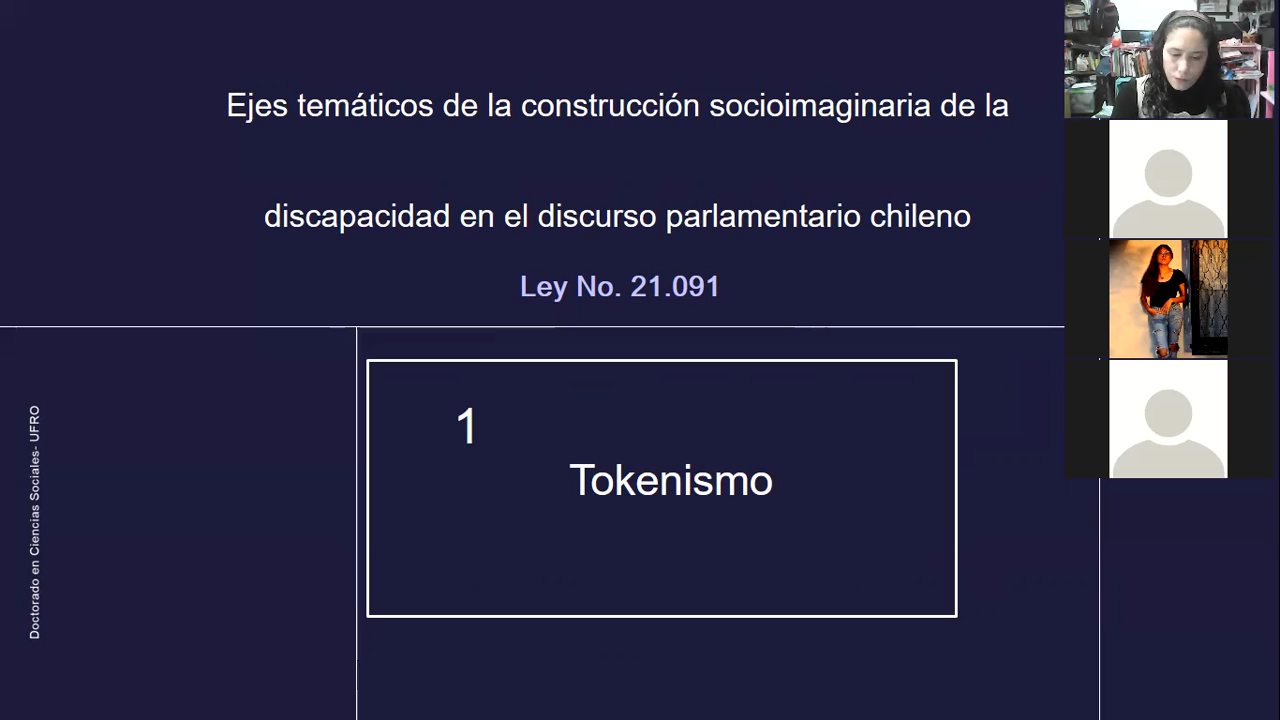 Ejes temáticos de la construcción socioimaginaria de la
discapacidad en el discurso parlamentario chileno
Ley No. 21.091
1
Tokenismo
Doctorado en Ciencias Sociales- UFRO